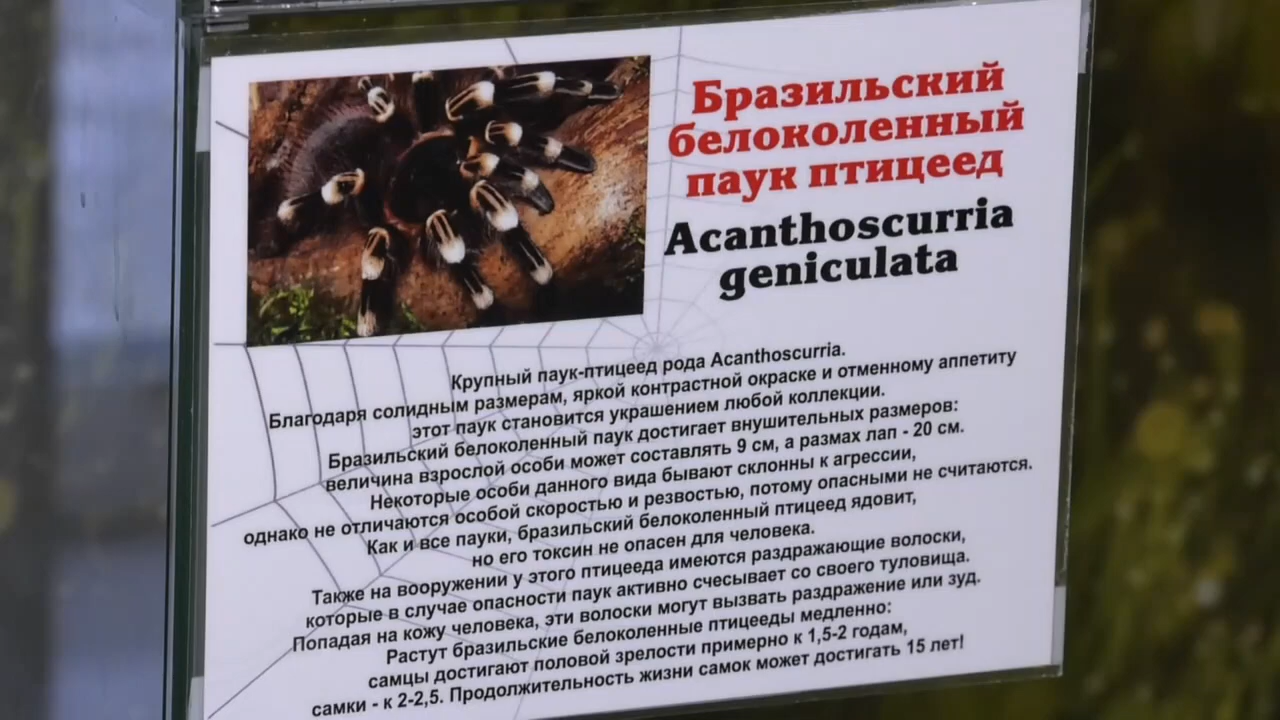 Бразильский
белоколенный
паук птицеед
Acanthoscurria
geniculata
Крупный паук-птицеед рода Acanthoscurria.
Благодаря солидным размерам, яркой контрастной окраске и отменному аппетиту
этот паук становится украшением любой коллекции.
Бразильский белоколенный паук достигает внушительных размеров:
величина взрослой особи может составлять 9 см, а размах лап - 20 см.
Некоторые особи данного вида бывают склонны к агрессии,
однако не отличаются особой скоростью и резвостью, потому опасными не считаются.
Как и все пауки, бразильский белоколенный птицеед ядовит,
но его токсин не опасен для человека.
Также на вооружении у этого птицееда имеются раздражающие волоски,
которые в случае опасности паук активно счесывает со своего туловища.
Попадая на кожу человека, эти волоски могут вызвать раздражение или зуд.
Растут бразильские белоколенные птицееды медленно:
самцы достигают половой зрелости примерно к 1,5-2 годам,
самки - к 2-2,5. Продолжительность жизни самок может достигать 15 лет!